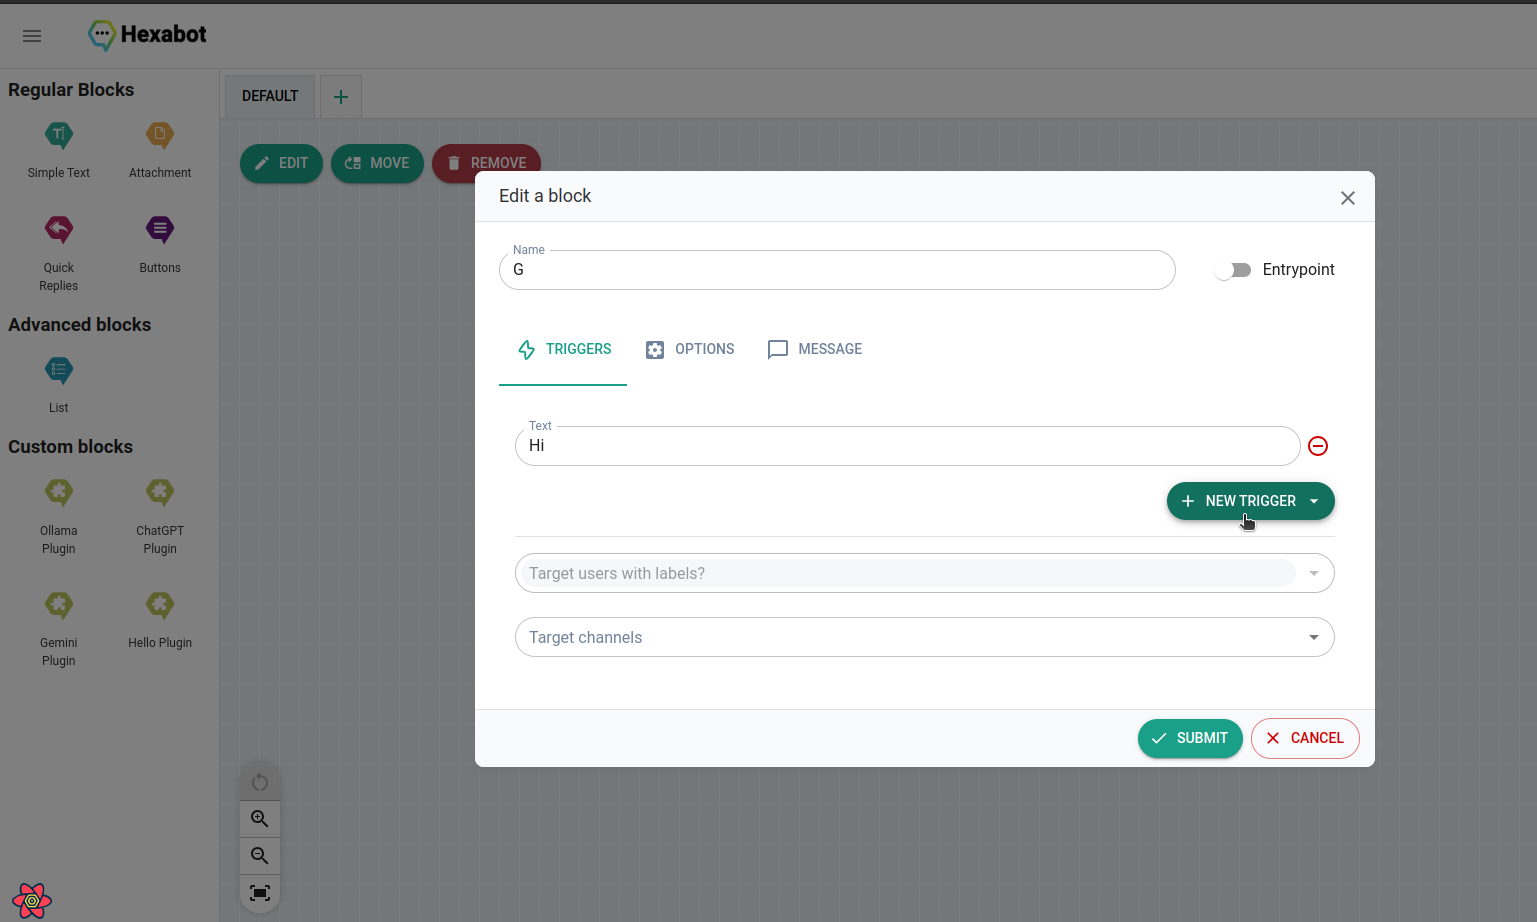 Hexabot
Regular Blocks
Simple Text
Attachment
Quick
Replies
Buttons
Advanced blocks
List
Custom blocks
Ollama
Plugin
ChatGPT
Plugin
Gemini
Plugin
Hello Plugin
DEFAULT
EDIT
MOVE
REMOVE
Edit a block
Name
G
Entrypoint
TRIGGERS
OPTIONS
MESSAGE
Text
Hi
NEW TRIGGER
Target users with labels?
Target channels
SUBMIT
CANCEL